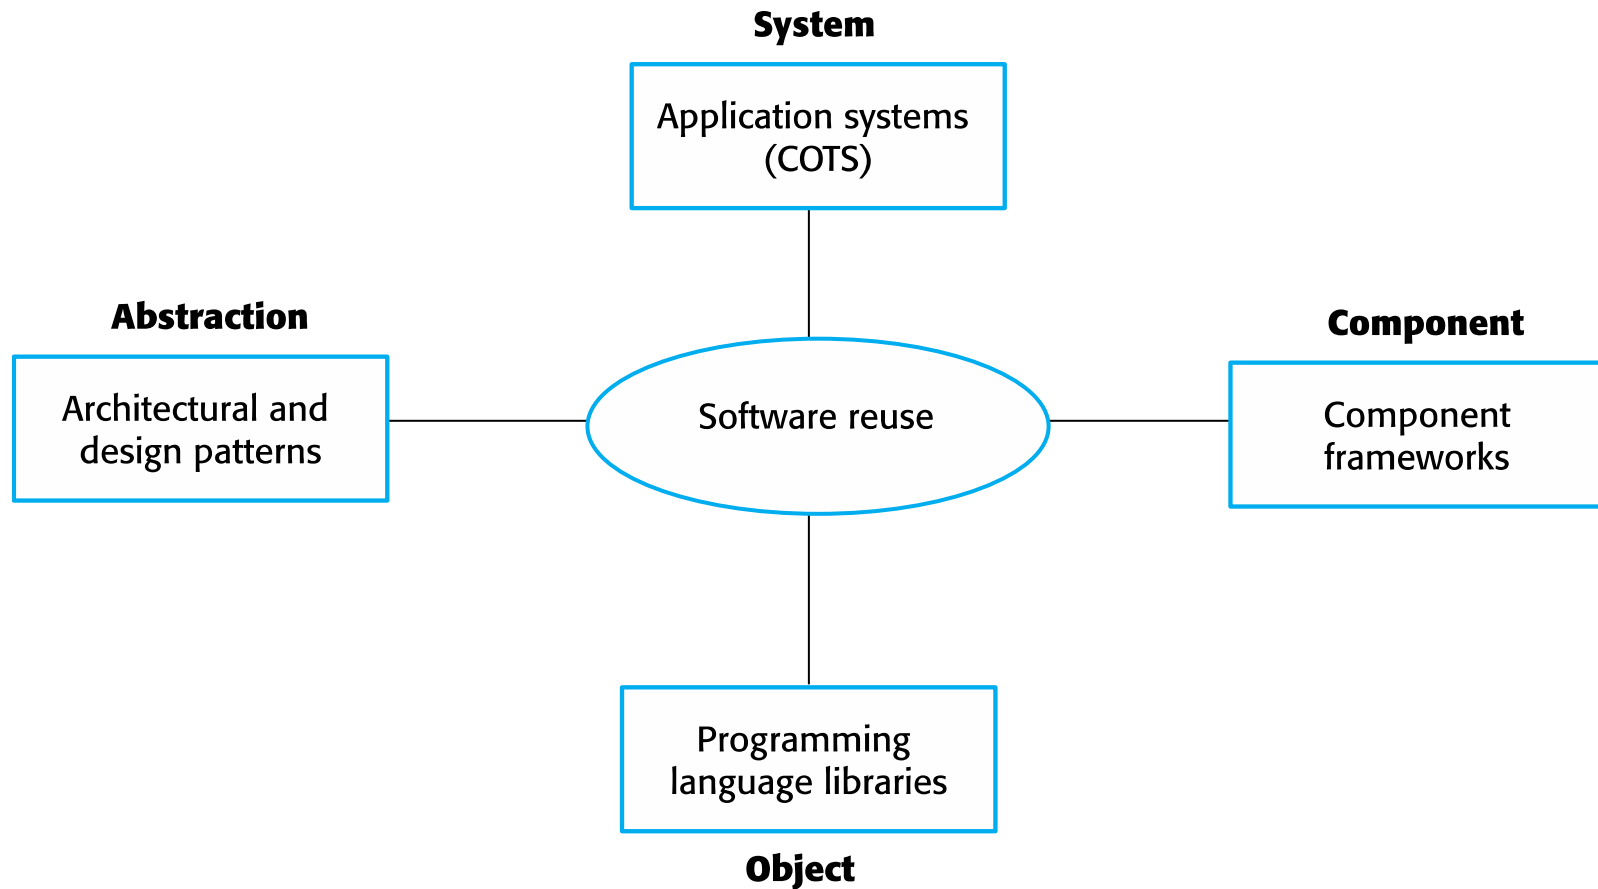 System
Application systems
(COTS)
Abstraction
Architectural and
design patterns
Software reuse
Component
Component
frameworks
Programming
language libraries
Object